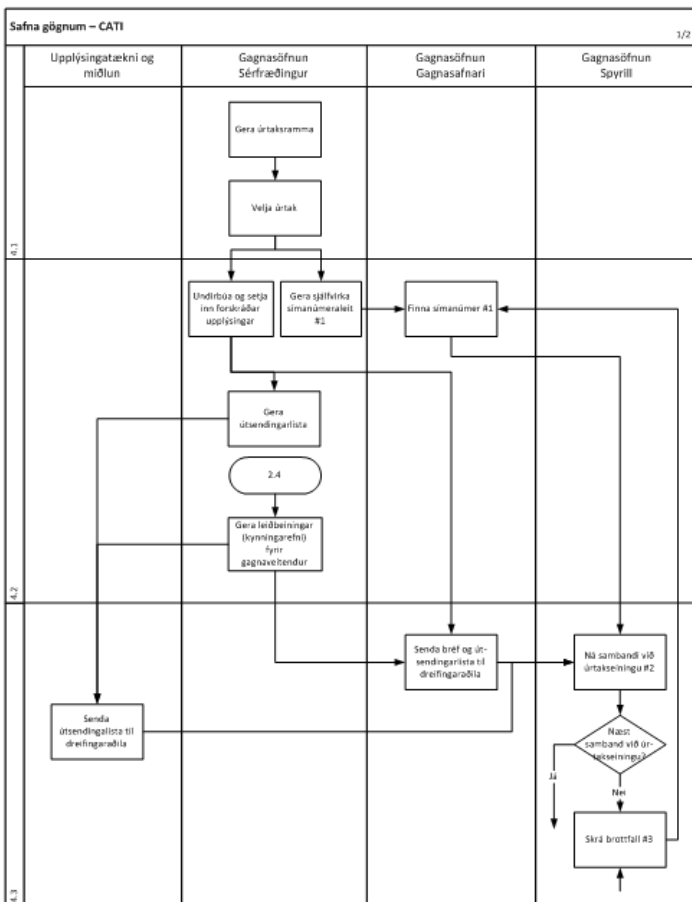 Safna gögnum – CATI
1/2
Upplýsingatækni og
miðlun
Gagnasöfnun
Sérfræðingur
Gagnasöfnun
Gagnasafnari
Gagnasöfnun
Spyrill
Gera úrtaksramma
Velja úrtak
4.1
Undirbúa og setja
inn forskráðar
upplýsingar
Gera sjálfvirka
símanúmeraleit
#1
Finna símanúmer #1
Gera
útsendingarlista
2.4
Gera leiðbeiningar
(kynningarefni)
fyrir
gagnaveitendur
4.2
Senda bréf og út-
sendingarlista til
dreifingaraðila
Ná sambandi við
úrtakseiningu #2
Senda
útsendingalista til
dreifingaraðila
Næst
samband við úr-
takseiningu?
Já
Nei
Skrá brottfall #3
4.3